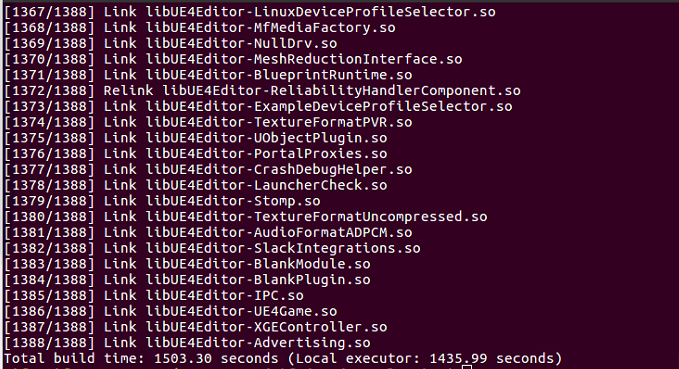 [1367/1388] Link libUE4Editor-LinuxDeviceProfileSelector.so
[1368/1388] Link libUE4Editor-MfMediaFactory.so
[1369/1388] Link libUE4Editor-NullDrv.so
[1370/1388] Link libUE4Editor-MeshReductionInterface.so
[1371/1388] Link libUE4Editor-BlueprintRuntime.so
[1372/1388] Relink libUE4Editor-ReliabilityHandlerComponent.so
[1373/1388] Link libUE4Editor-ExampleDeviceProfileSelector.so
[1374/1388] Link libUE4Editor-TextureFormatPVR.so
[1375/1388] Link libUE4Editor-UObjectPlugin.so
[1376/1388] Link libUE4Editor-PortalProxies.so
[1377/1388] Link libUE4Editor-CrashDebugHelper.so
[1378/1388] Link libUE4Editor-LauncherCheck.so
[1379/1388] Link libUE4Editor-Stomp.so
[1380/1388] Link libUE4Editor-TextureFormatUncompressed.so
[1381/1388] Link libUE4Editor-AudioFormatADPCM.so
[1382/1388] Link libUE4Editor-SlackIntegrations.so
[1383/1388] Link libUE4Editor-BlankModule.so
[1384/1388] Link libUE4Editor-BlankPlugin.so
[1385/1388] Link libUE4Editor-IPC.so
[1386/1388] Link libUE4Editor-UE4Game.so
[1387/1388] Link libUE4Editor-XGEController.so
[1388/1388] Link libUE4Editor-Advertising.so
Total build time: 1503.30 seconds (Local executor: 1435.99 seconds)